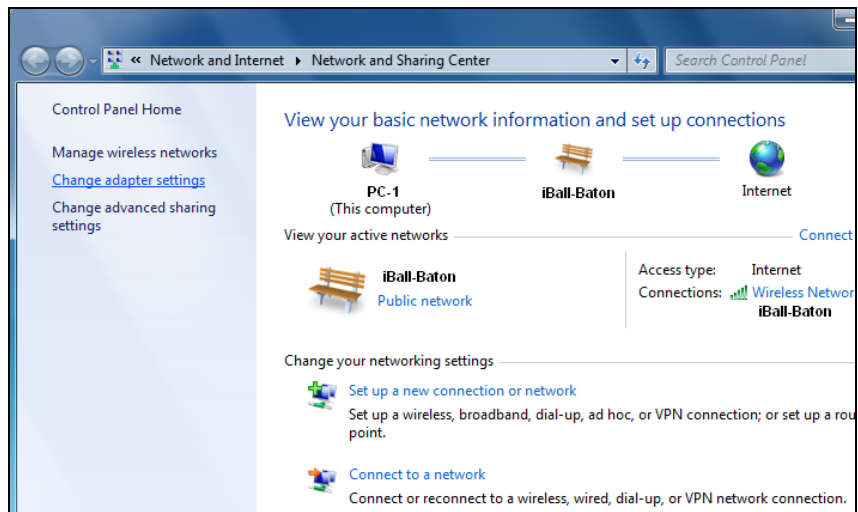 « Network and Internet ▸ Network and Sharing Center
Search Control Panel
Control Panel Home
Manage wireless networks
Change adapter settings
Change advanced sharing
settings
View your basic network information and set up connections
PC-1
(This computer)
iBall-Baton
Internet
View your active networks
Connect
iBall-Baton
Public network
Access type: Internet
Connections: Wireless Networ
iBall-Baton
Change your networking settings
Set up a new connection or network
Set up a wireless, broadband, dial-up, ad hoc, or VPN connection; or set up a rou
point.
Connect to a network
Connect or reconnect to a wireless, wired, dial-up, or VPN network connection.